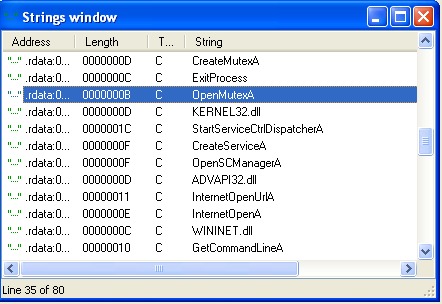 Strings window
Address Length T... String
"..." .rdata:0... 0000000D C CreateMutexA
"..." .rdata:0... 0000000C C ExitProcess
"..." .rdata:0... 0000000B C OpenMutexA
"..." .rdata:0... 0000000D C KERNEL32.dll
"..." .rdata:0... 0000001C C StartServiceCtrlDispatcherA
"..." .rdata:0... 0000000F C CreateServiceA
"..." .rdata:0... 0000000F C OpenSCManagerA
"..." .rdata:0... 0000000D C ADVAPI32.dll
"..." .rdata:0... 00000011 C InternetOpenUrlA
"..." .rdata:0... 0000000E C InternetOpenA
"..." .rdata:0... 0000000C C WININET.dll
"..." .rdata:0... 00000010 C GetCommandLineA
Line 35 of 80